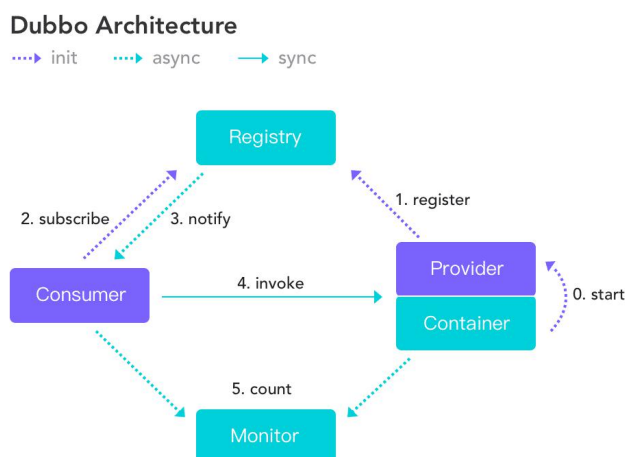 Dubbo Architecture
init async sync
Registry
1. register
2. subscribe 3. notify
Provider
Consumer
4. invoke
0. start
Container
5. count
Monitor